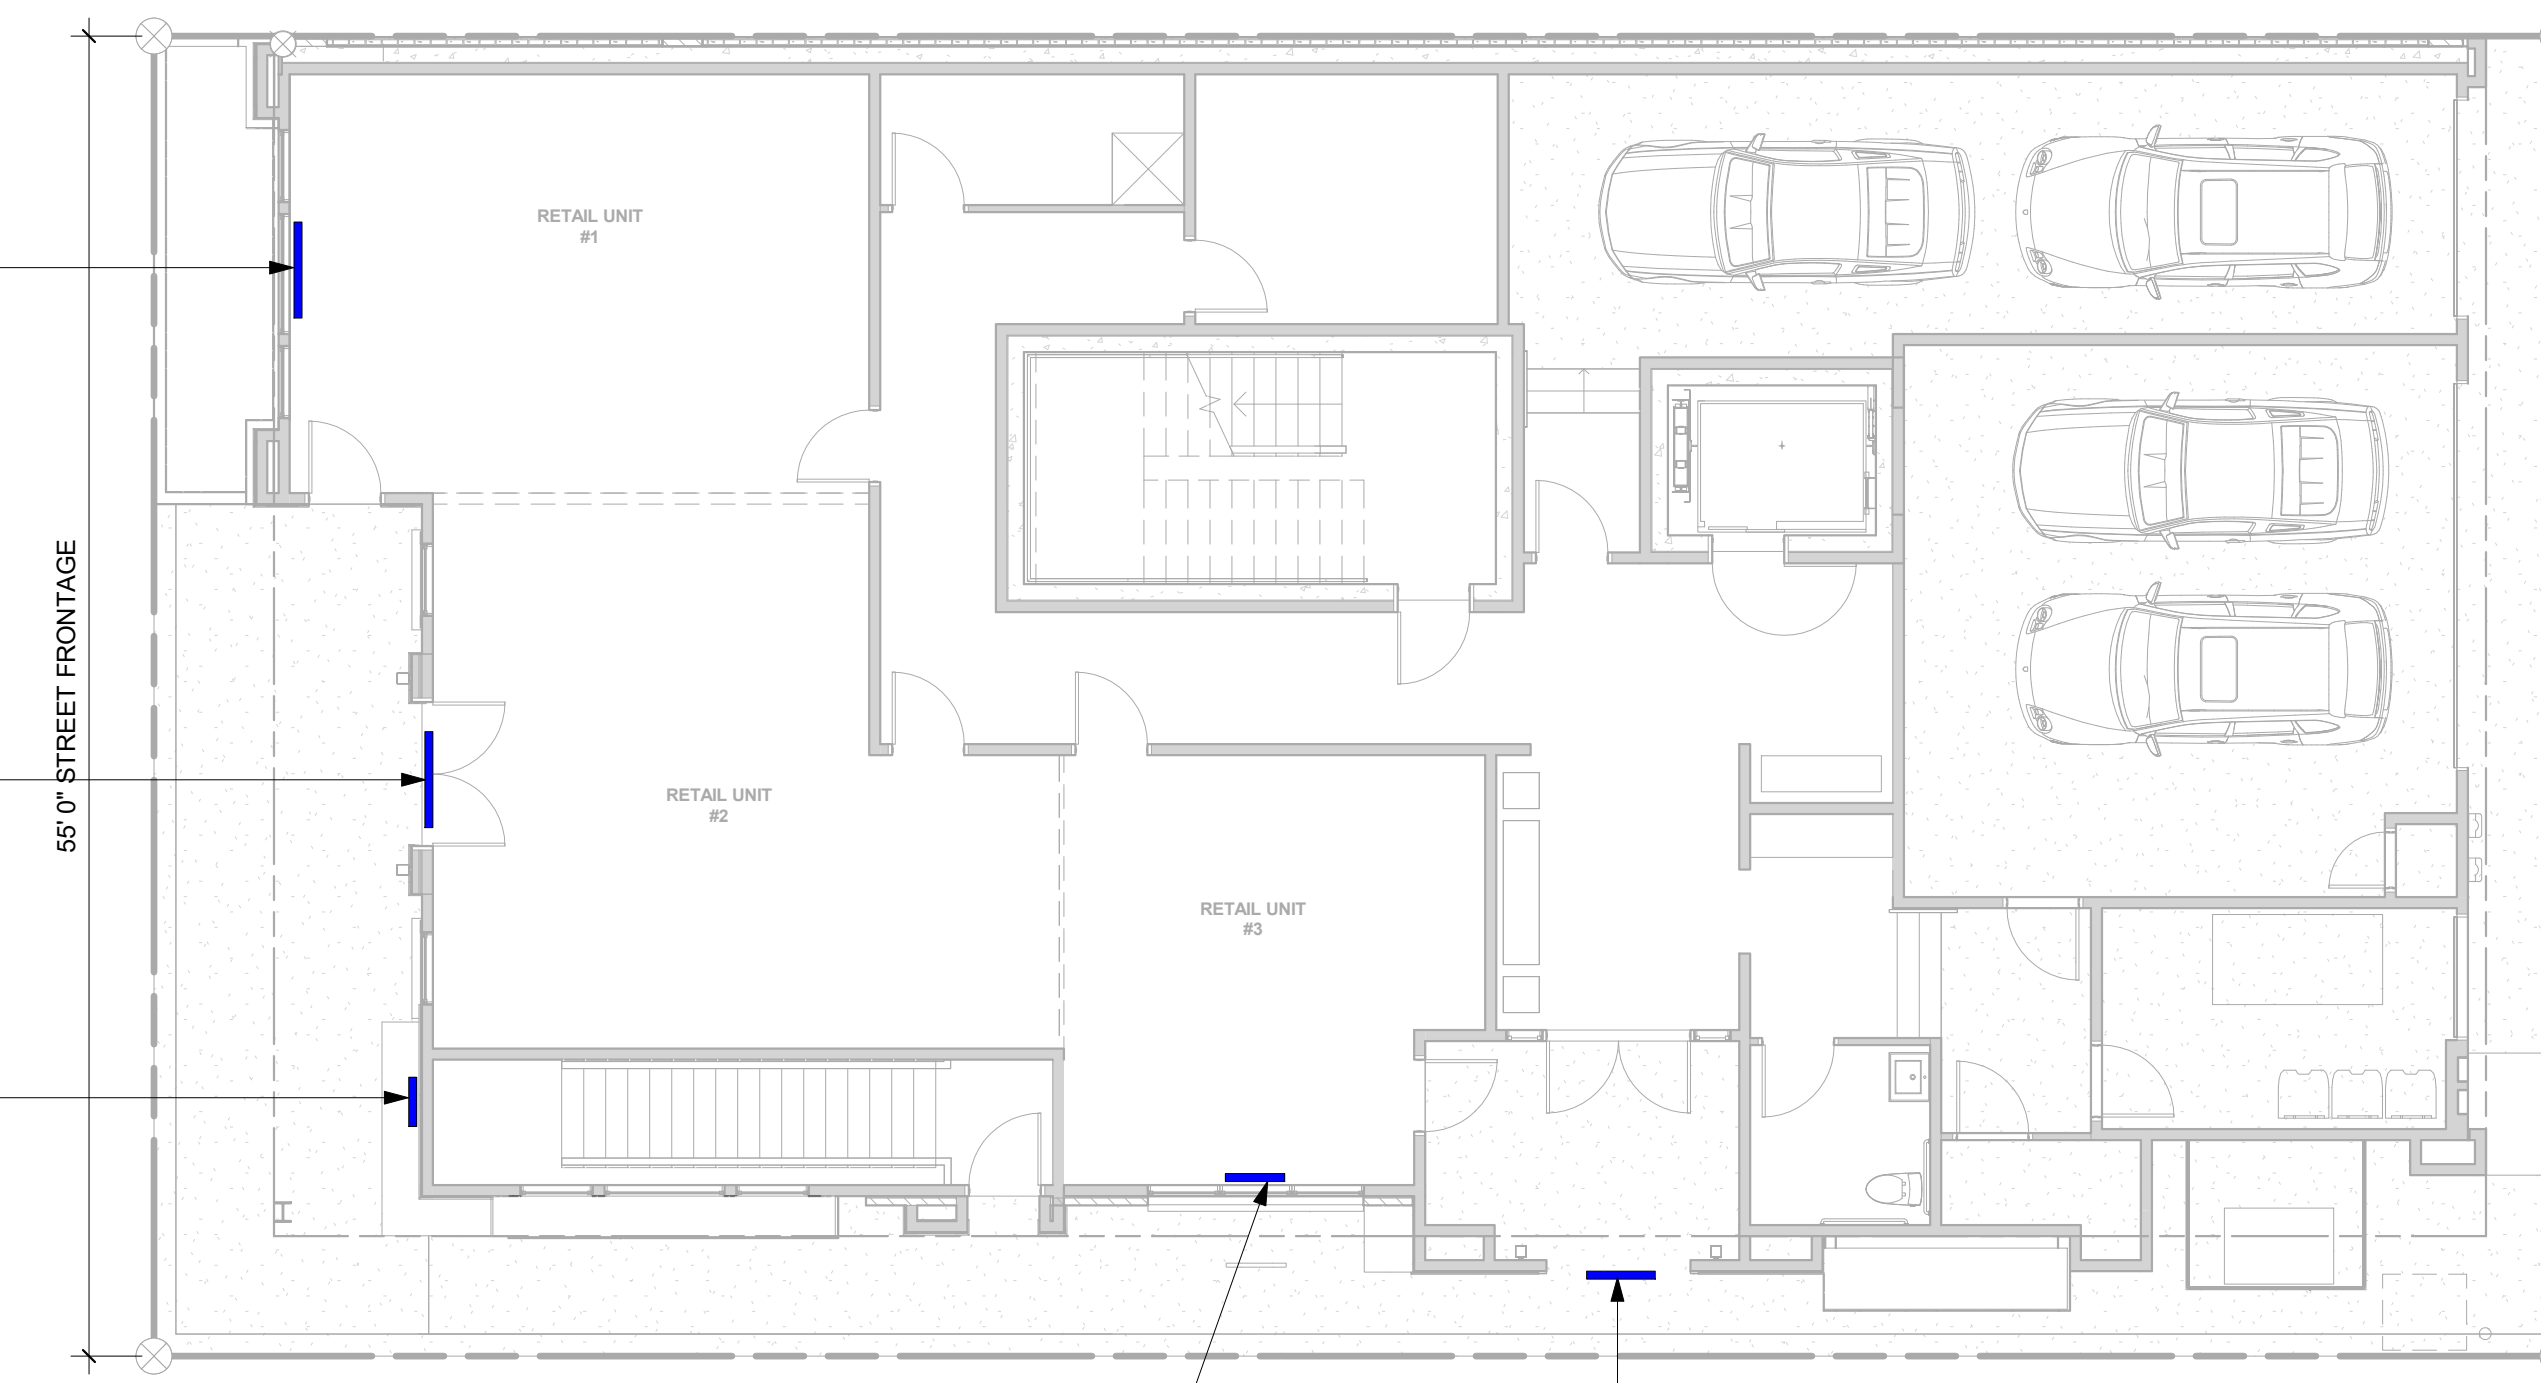 RETAIL UNIT
#1
55' 0" STREET FRONTAGE
RETAIL UNIT
#2
RETAIL UNIT
#3